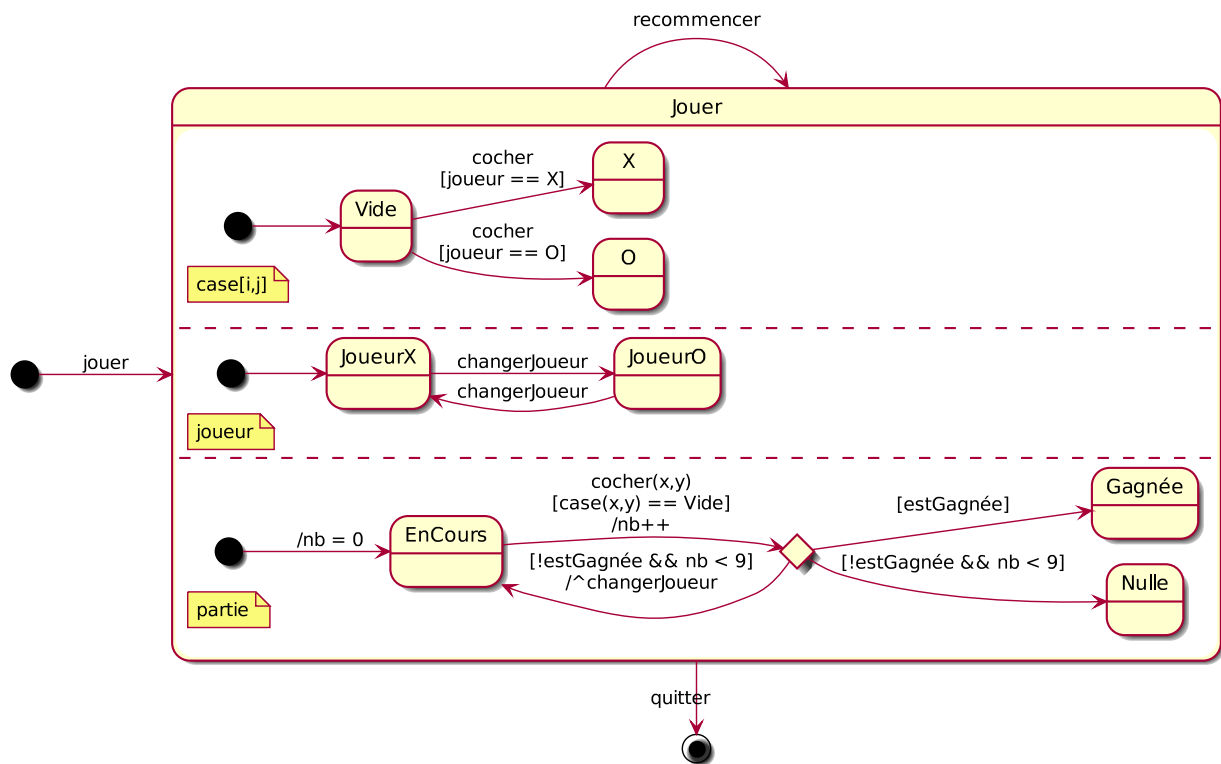 recommencer
Jouer
cocher
[joueur == X]
X
Vide
cocher
[joueur == O]
O
case[i,j]
jouer
JoueurX
changerJoueur
changerJoueur
JoueurO
joueur
cocher(x,y)
[case(x,y) == Vide]
/nb++
Gagnée
[estGagnée]
/nb = 0
EnCours
[!estGagnée && nb < 9]
/^changerJoueur
[!estGagnée && nb < 9]
Nulle
partie
quitter